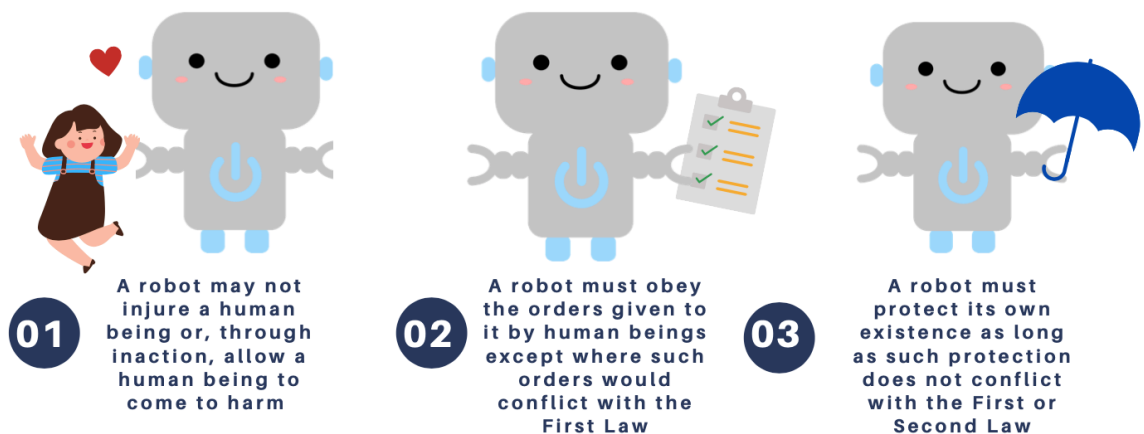 01
A robot may not
injure a human
being or, through
inaction, allow a
human being to
come to harm
02
A robot must obey
the orders given to
it by human beings
except where such
orders would
conflict with the
First Law
03
A robot must
protect its own
existence as long
as such protection
does not conflict
with the First or
Second Law